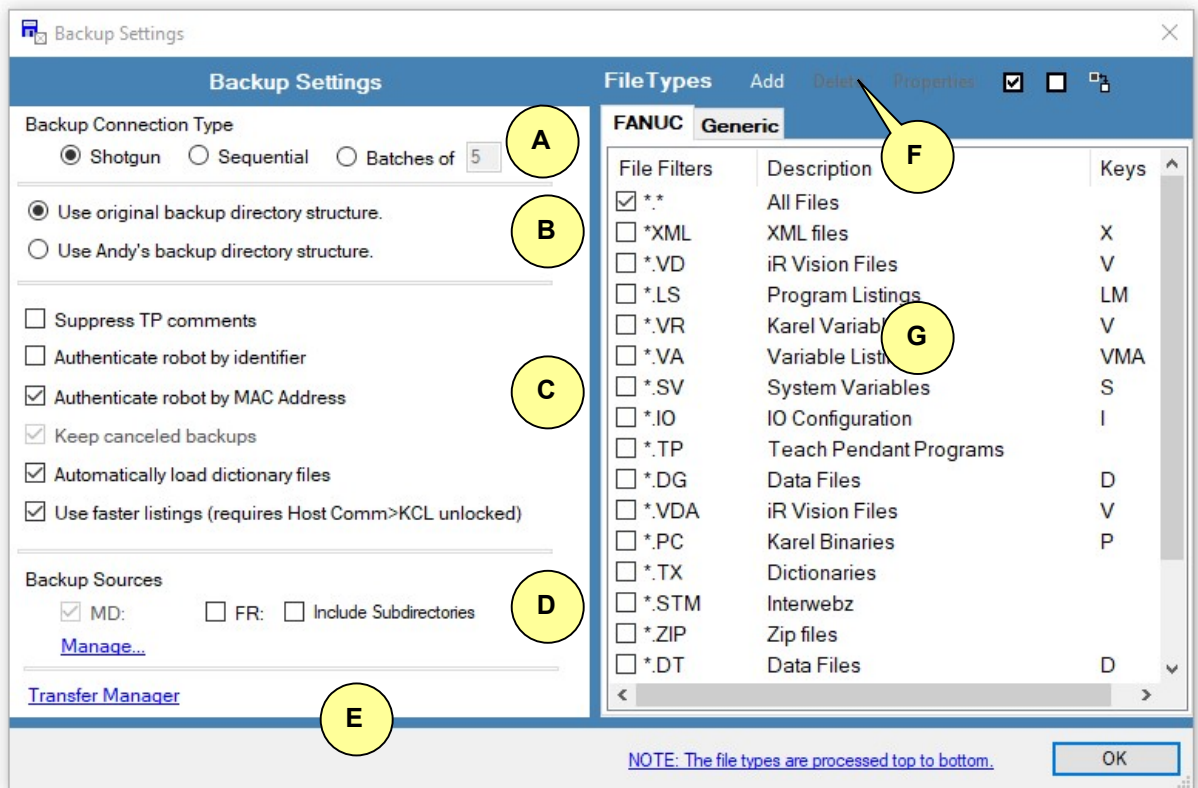 Backup Settings
Backup Settings
Backup Connection Type
Shotgun Sequential Batches of 5
A
Use original backup directory structure.
Use Andy's backup directory structure.
B
Suppress TP comments
Authenticate robot by identifier
Authenticate robot by MAC Address
Keep canceled backups
Automatically load dictionary files
Use faster listings (requires Host Comm>KCL unlocked)
C
Backup Sources
MD: FR: Include Subdirectories
Manage...
D
Transfer Manager
E
FileTypes Add Properties
F
FANUC Generic
File Filters Description Keys
*.* All Files
*XML XML files X
*.VD iR Vision Files V
*.LS Program Listings LM
*.VR Karel V
*.VA Variable VMA
G
*.SV System Variables S
*.IO IO Configuration I
*.TP Teach Pendant Programs
*.DG Data Files D
*.VDA iR Vision Files V
*.PC Karel Binaries P
*.TX Dictionaries
*.STM Interwebz
*.ZIP Zip files
*.DT Data Files D
NOTE: The file types are processed top to bottom.
OK